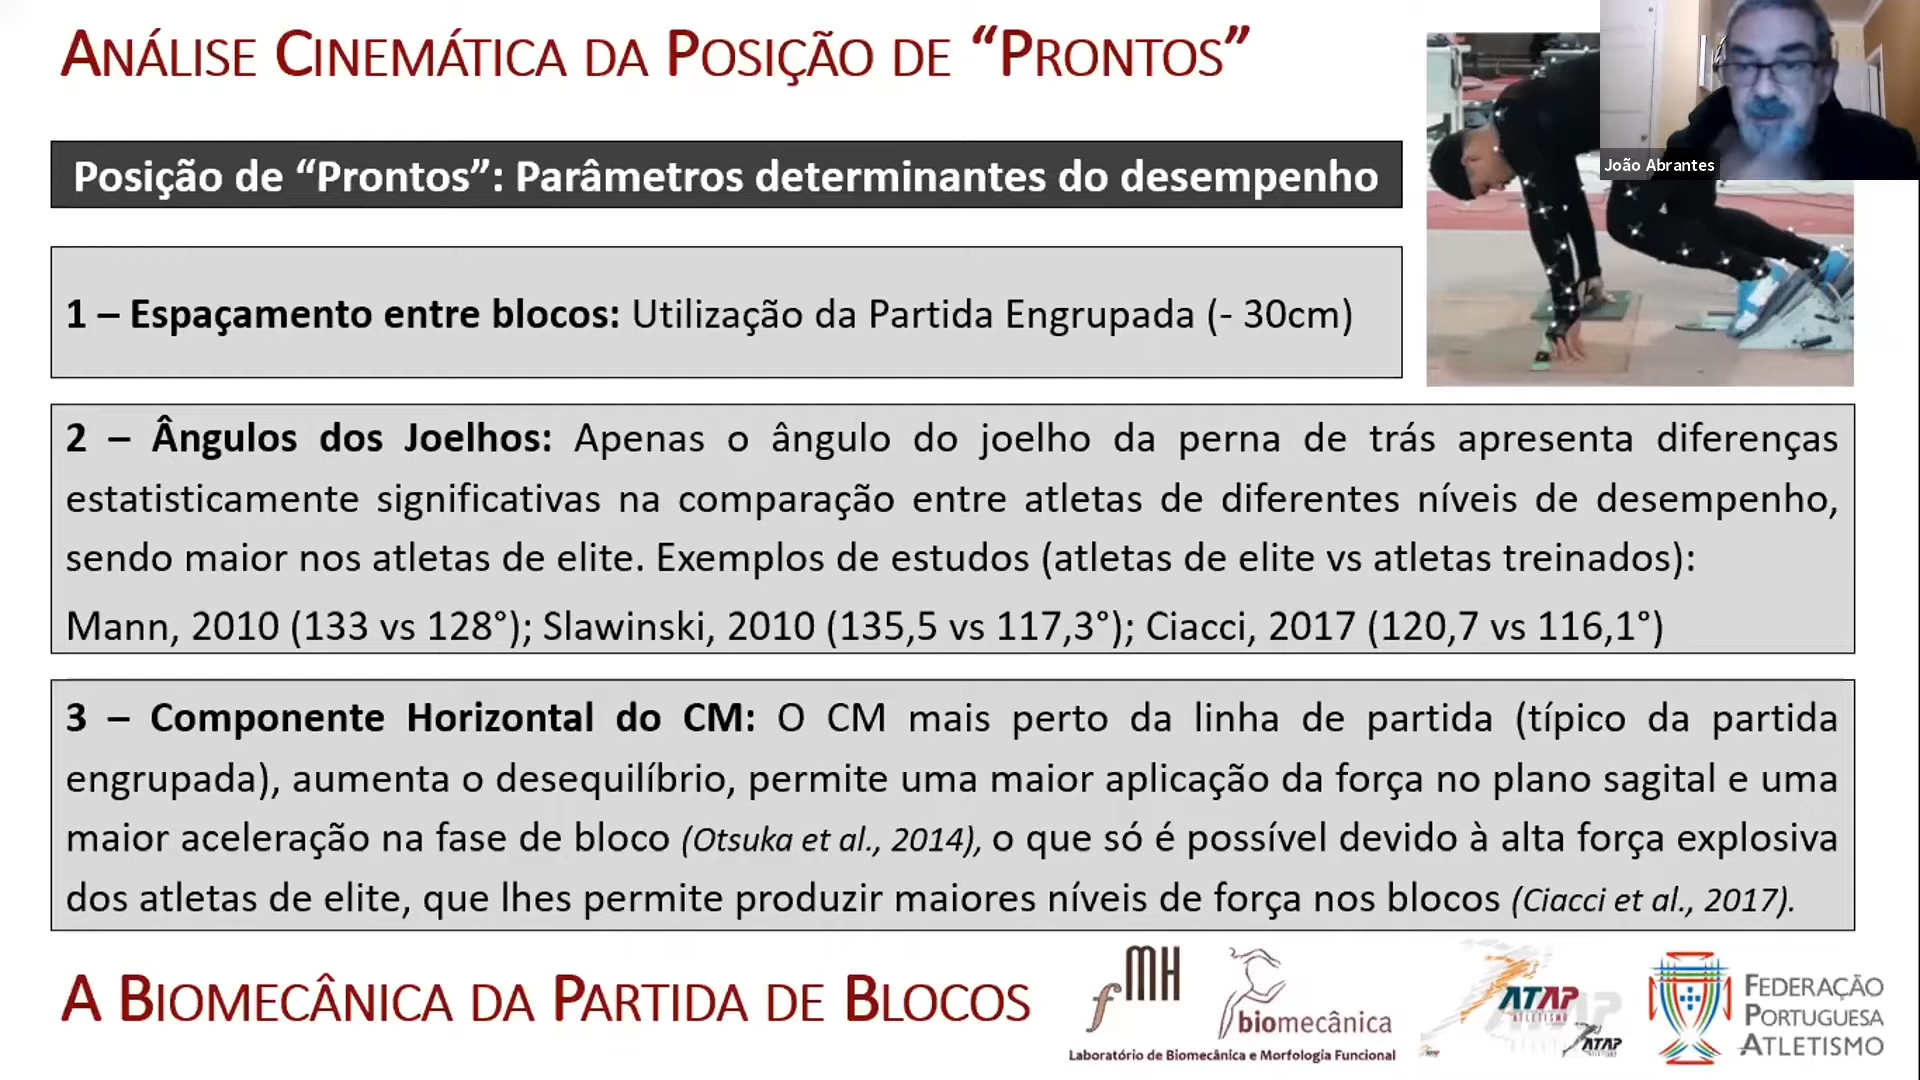 ANÁLISE CINEMÁTICA DA POSIÇÃO DE “PRONTOS”
João Abrantes
Posição de “Prontos”: Parâmetros determinantes do desempenho
1 – Espaçamento entre blocos: Utilização da Partida Engrupada (- 30cm)
2 – Ângulos dos Joelhos: Apenas o ângulo do joelho da perna de trás apresenta diferenças
estatisticamente significativas na comparação entre atletas de diferentes níveis de desempenho,
sendo maior nos atletas de elite. Exemplos de estudos (atletas de elite vs atletas treinados):
Mann, 2010 (133 vs 128°); Slawinski, 2010 (135,5 vs 117,3°); Ciacci, 2017 (120,7 vs 116,1°)
3 – Componente Horizontal do CM: O CM mais perto da linha de partida (típico da partida
engrupada), aumenta o desequilíbrio, permite uma maior aplicação da força no plano sagital e uma
maior aceleração na fase de bloco (Otsuka et al., 2014), o que só é possível devido à alta força explosiva
dos atletas de elite, que lhes permite produzir maiores níveis de força nos blocos (Ciacci et al., 2017).
A BIOMECÂNICA DA PARTIDA DE BLOCOS
fMH
biomecânica
Laboratório de Biomecânica e Morfologia Funcional
ATAP
ATLETISMO
ATAP
FEDERAÇÃO
PORTUGUESA
ATLETISMO